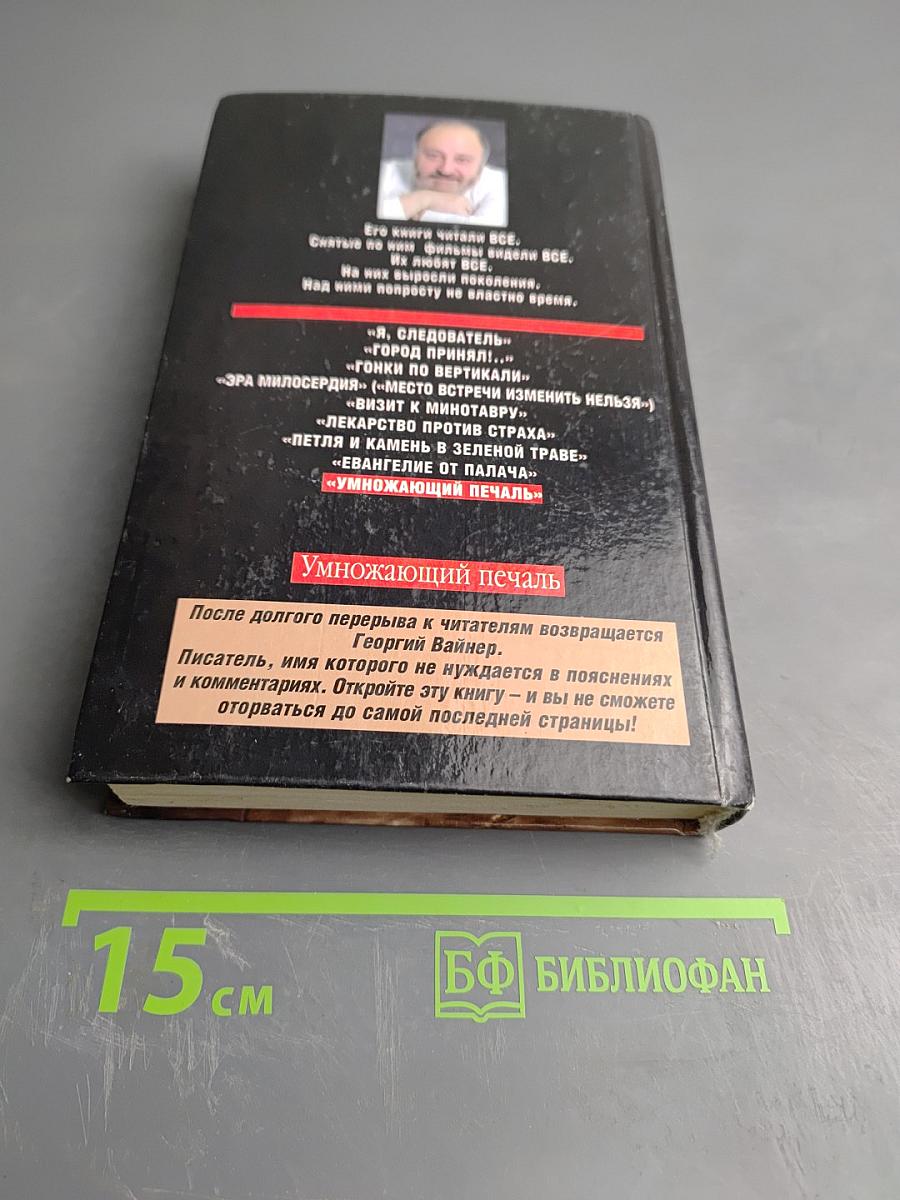 Его книги читали ВСЕ.
Снятые по ним фильмы видели ВСЕ.
Их любят ВСЕ.
На них выросли поколения.
Над ними попросту не властно время.
«Я, СЛЕДОВАТЕЛЬ»
«ГОРОД ПРИНЯЛ!..»
«ГОНКИ ПО ВЕРТИКАЛИ»
«ЭРА МИЛОСЕРДИЯ» («МЕСТО ВСТРЕЧИ ИЗМЕНИТЬ НЕЛЬЗЯ»)
«ВИЗИТ К МИНОТАВРУ»
«ЛЕКАРСТВО ПРОТИВ СТРАХА»
«ПЕТЛЯ И КАМЕНЬ В ЗЕЛЕНОЙ ТРАВЕ»
«ЕВАНГЕЛИЕ ОТ ПАЛАЧА»
«УМНОЖАЮЩИЙ ПЕЧАЛЬ»
Умножающий печаль
После долгого перерыва к читателям возвращается
Георгий Вайнер.
Писатель, имя которого не нуждается в пояснениях
и комментариях. Откройте эту книгу – и вы не сможете
оторваться до самой последней страницы!
15 см
БФ БИБЛИОФАН